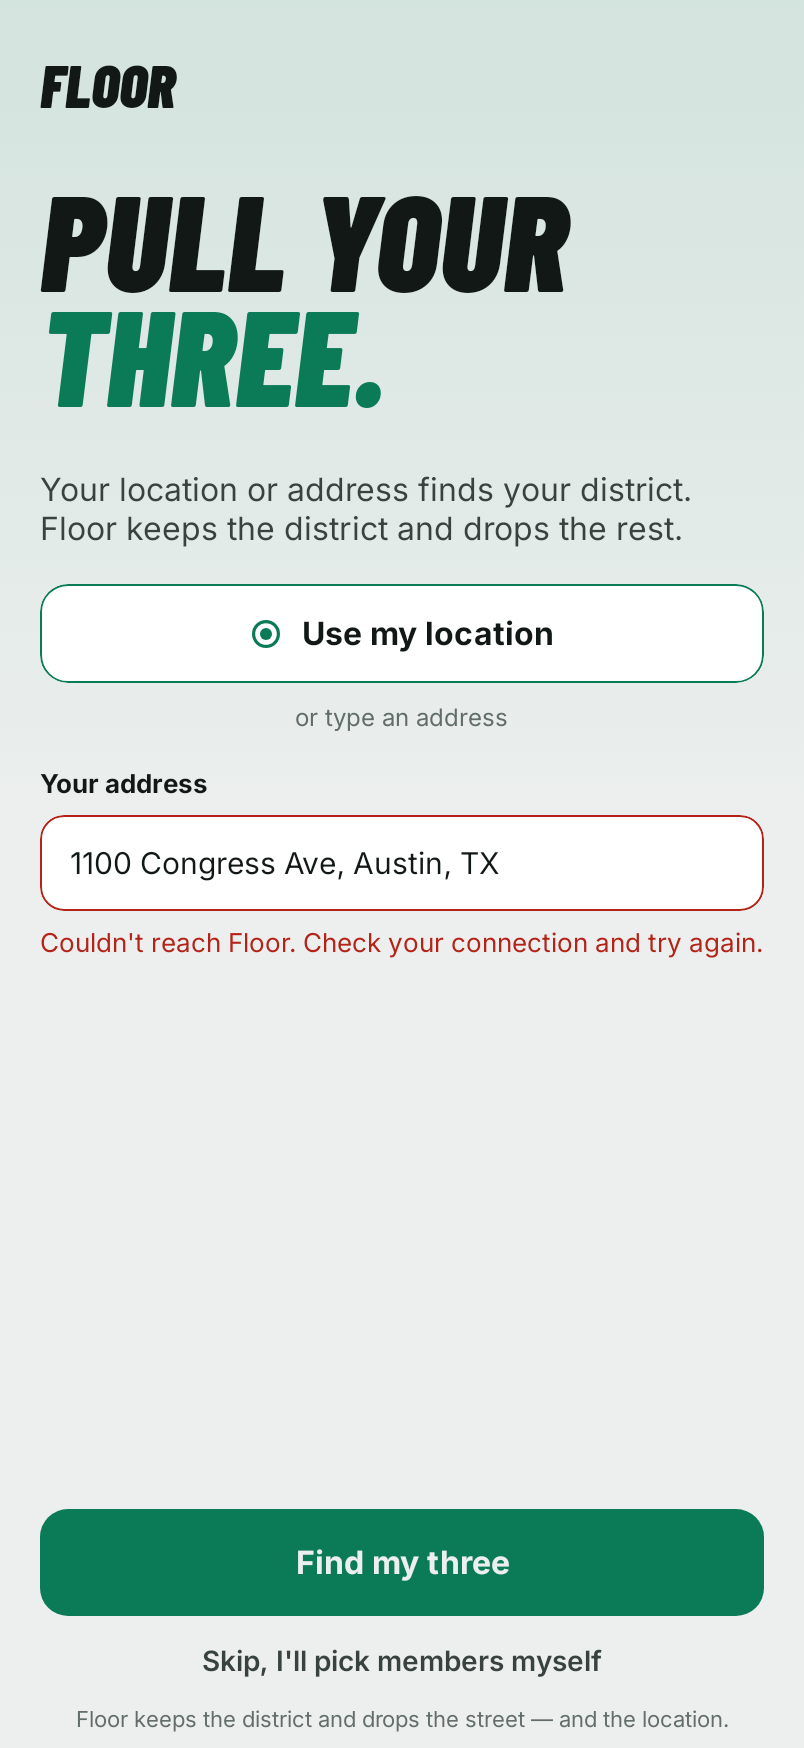 FLOOR
PULL YOUR
THREE.
Your location or address finds your district.
Floor keeps the district and drops the rest.
Use my location
or type an address
Your address
1100 Congress Ave, Austin, TX
Couldn't reach Floor. Check your connection and try again.
Find my three
Skip, I'll pick members myself
Floor keeps the district and drops the street — and the location.